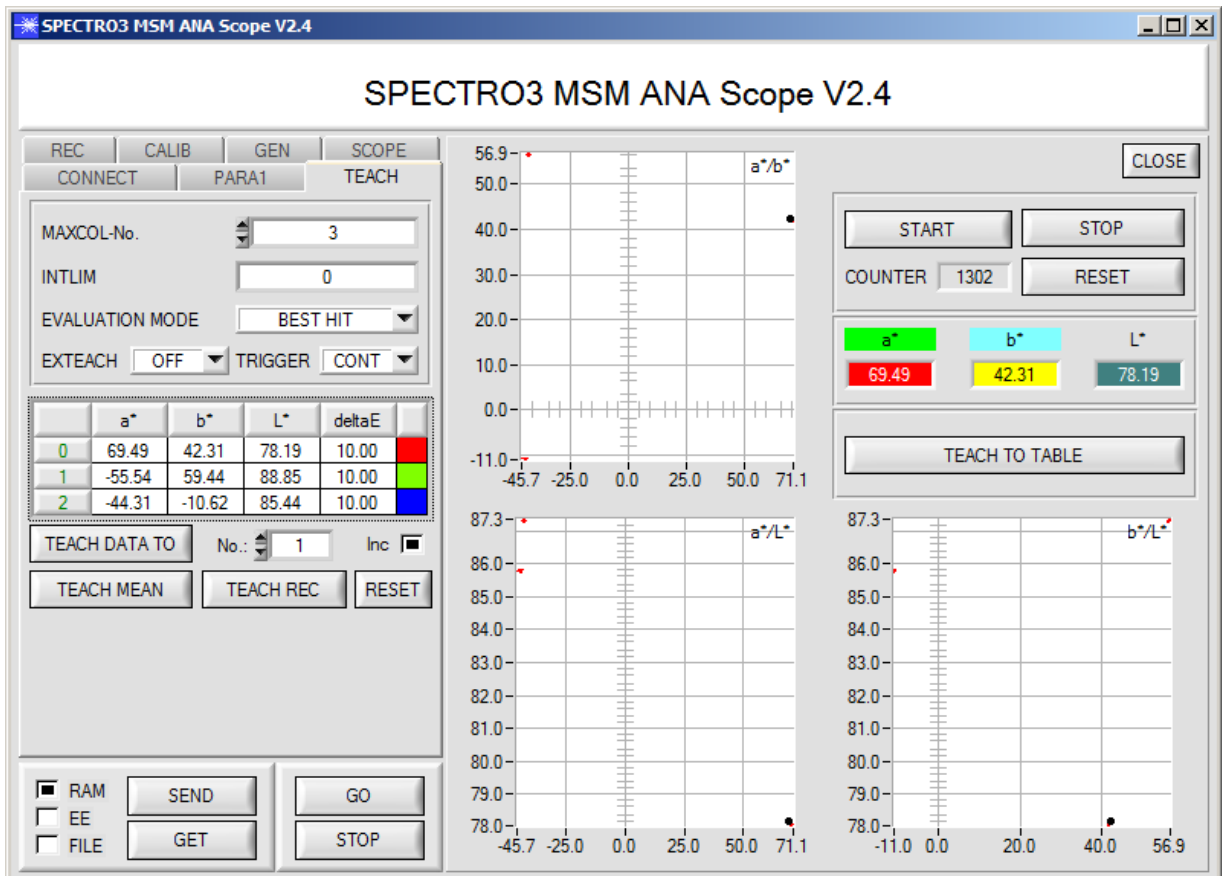 SPECTRO3 MSM ANA Scope V2.4
SPECTRO3 MSM ANA Scope V2.4
REC CALIB GEN SCOPE
CONNECT PARA1 TEACH
MAXCOL-No. 3
INTLIM 0
EVALUATION MODE BEST HIT
EXTEACH OFF TRIGGER CONT
a* b* L* deltaE
0 69.49 42.31 78.19 10.00
1 -55.54 59.44 88.85 10.00
2 -44.31 -10.62 85.44 10.00
TEACH DATA TO No.: 1 Inc
TEACH MEAN TEACH REC RESET
RAM
EE
FILE
SEND
GET
GO
STOP
a*/b*
56.9
50.0
40.0
30.0
20.0
10.0
0.0
-11.0
-45.7 -25.0 0.0 25.0 50.0 71.1
CLOSE
START STOP
COUNTER 1302 RESET
a* b* L*
69.49 42.31 78.19
TEACH TO TABLE
a*/L*
87.3
86.0
85.0
84.0
83.0
82.0
81.0
80.0
79.0
78.0
-45.7 -25.0 0.0 25.0 50.0 71.1
b*/L*
87.3
86.0
85.0
84.0
83.0
82.0
81.0
80.0
79.0
78.0
-11.0 0.0 20.0 40.0 56.9